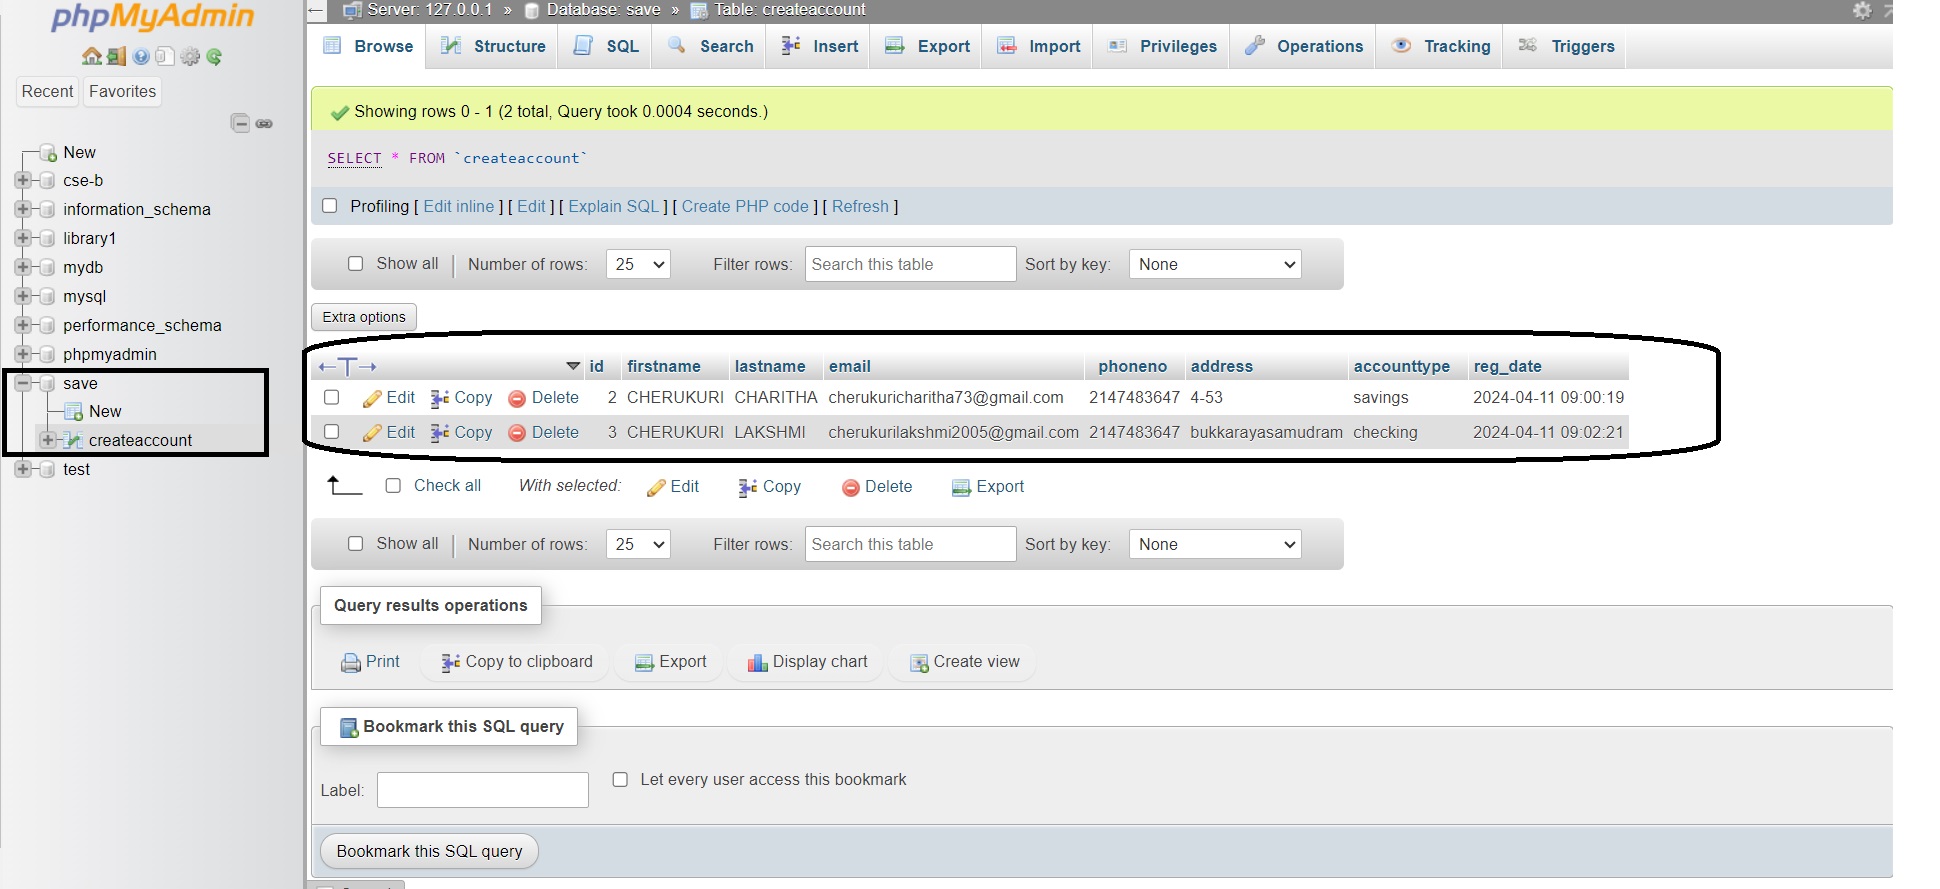 phpMyAdmin
Recent Favorites
New
cse-b
information_schema
library1
mydb
mysql
performance_schema
phpmyadmin
save
New
createaccount
test
Server: 127.0.0.1 » Database: save » Table: createaccount
Browse Structure SQL Search Insert Export Import Privileges Operations Tracking Triggers
Showing rows 0 - 1 (2 total, Query took 0.0004 seconds.)
SELECT * FROM `createaccount`
Profiling [ Edit inline ] [ Edit ] [ Explain SQL ] [ Create PHP code ] [ Refresh ]
Show all Number of rows: 25 Filter rows: Search this table Sort by key: None
Extra options
id firstname lastname email phoneno address accounttype reg_date
Edit Copy Delete 2 CHERUKURI CHARITHA cherukuricharitha73@gmail.com 2147483647 4-53 savings 2024-04-11 09:00:19
Edit Copy Delete 3 CHERUKURI LAKSHMI cherukurilakshmi2005@gmail.com 2147483647 bukkarayasamudram checking 2024-04-11 09:02:21
Check all With selected: Edit Copy Delete Export
Show all Number of rows: 25 Filter rows: Search this table Sort by key: None
Query results operations
Print Copy to clipboard Export Display chart Create view
Bookmark this SQL query
Label: Let every user access this bookmark
Bookmark this SQL query